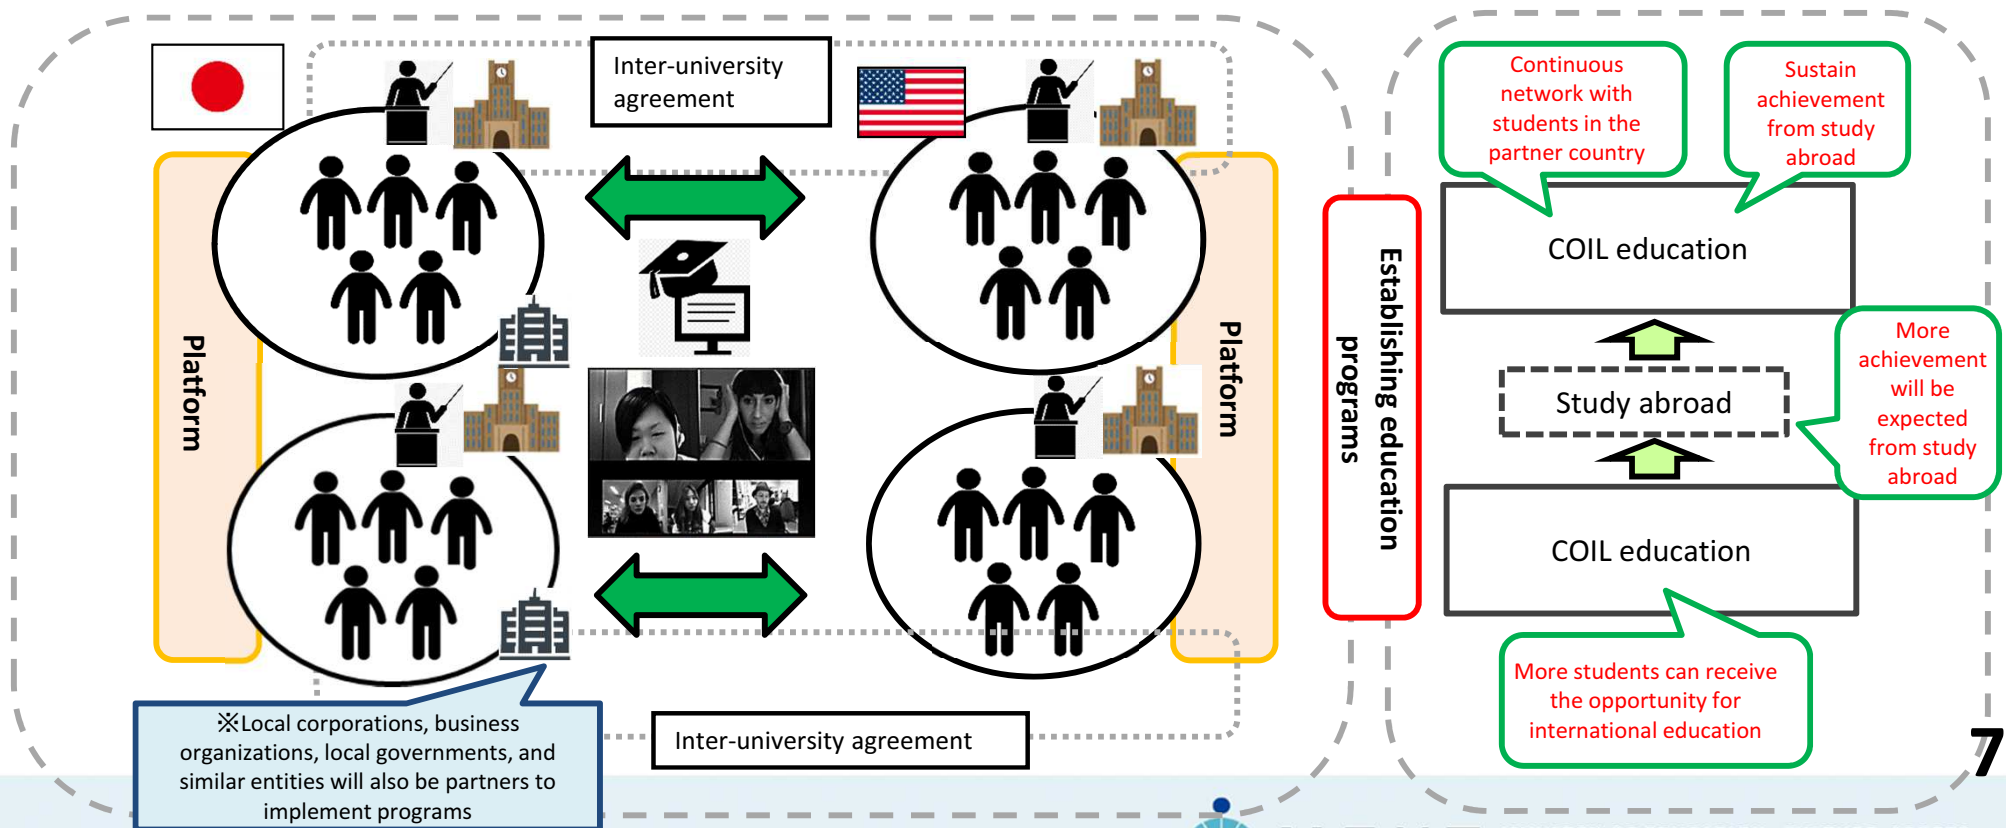 Inter-university
agreement
Platform
Platform
※Local corporations, business
organizations, local governments, and
similar entities will also be partners to
implement programs
Inter-university agreement
Establishing education
programs
Continuous
network with
students in the
partner country
Sustain
achievement
from study
abroad
COIL education
More
achievement
will be
expected
from study
abroad
Study abroad
COIL education
More students can receive
the opportunity for
international education
7